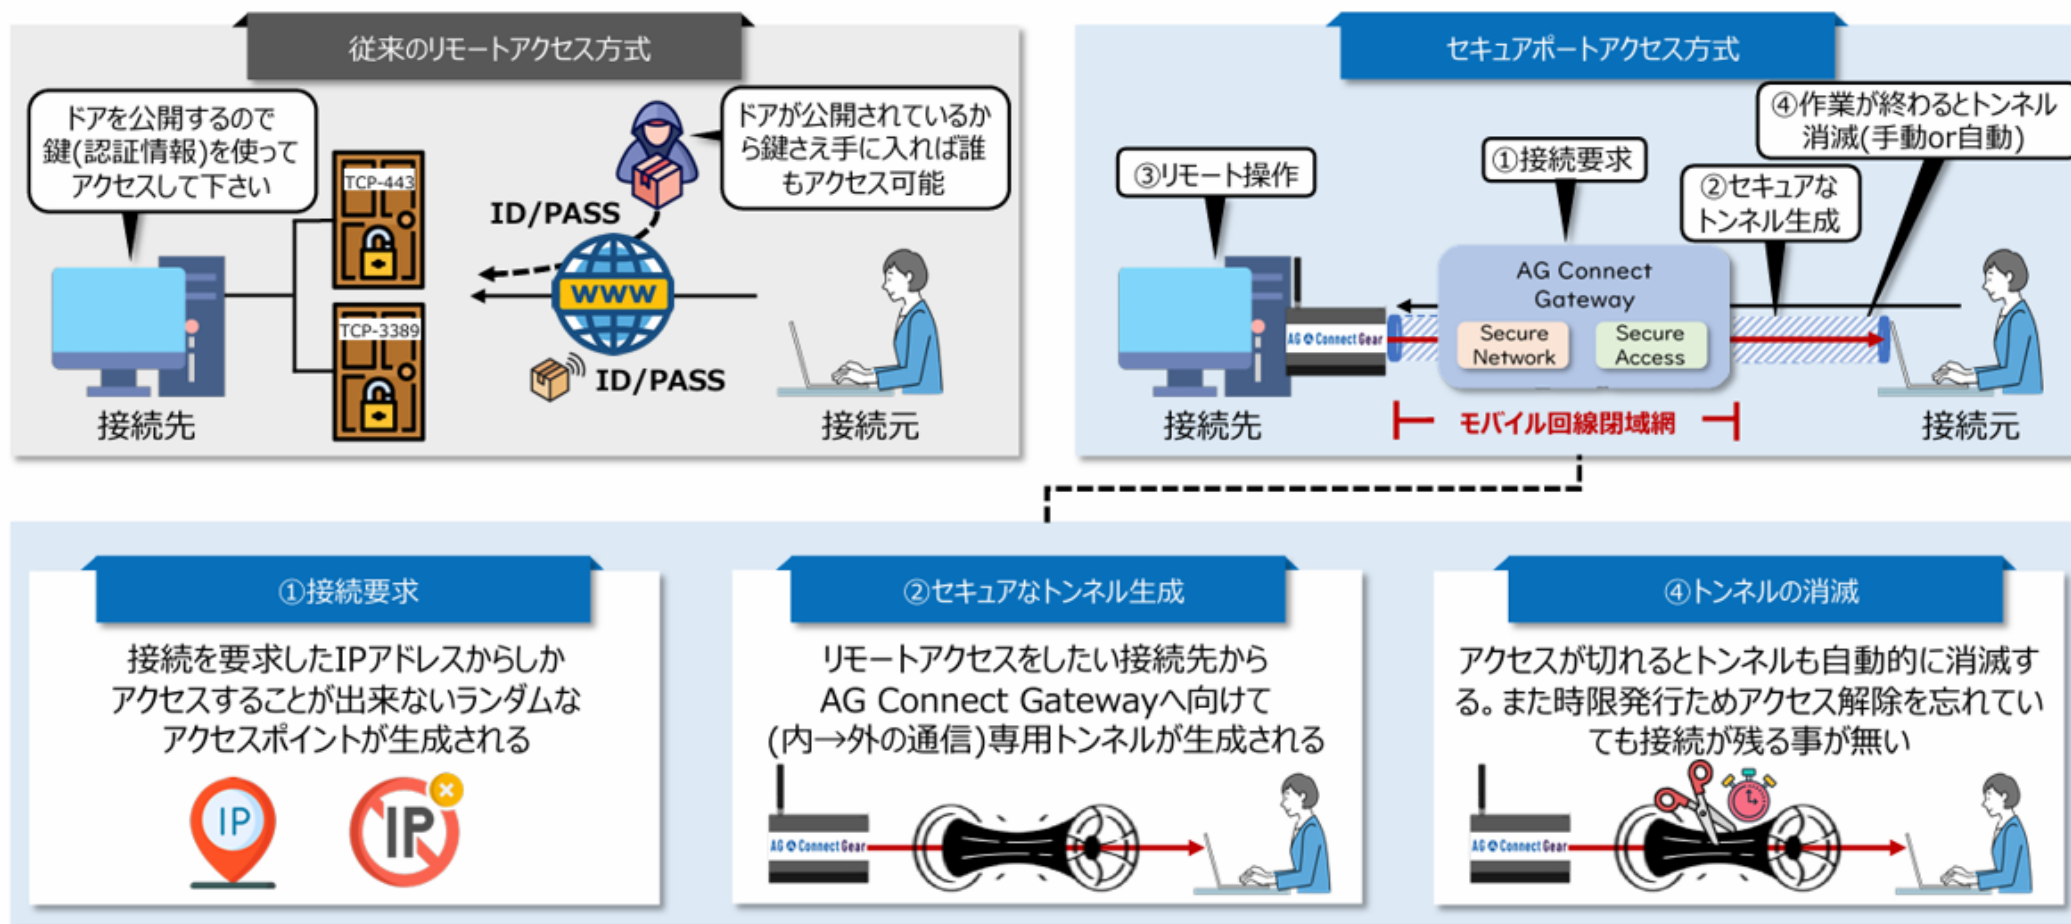 従来のリモートアクセス方式
ドアを公開するので
鍵(認証情報)を使って
アクセスして下さい
TCP-443
TCP-3389
ドアが公開されているか
ら鍵さえ手に入れば誰
もアクセス可能
ID/PASS
WWW
ID/PASS
接続先
接続元
セキュアポートアクセス方式
③リモート操作
①接続要求
②セキュアな
トンネル生成
④作業が終わるとトンネル
消滅(手動or自動)
AG Connect
Gateway
Secure
Network
Secure
Access
AG Connect Gear
接続先
モバイル回線閉域網
接続元
①接続要求
接続を要求したIPアドレスからしか
アクセスすることが出来ないランダムな
アクセスポイントが生成される
IP
IP
②セキュアなトンネル生成
リモートアクセスをしたい接続先から
AG Connect Gatewayへ向けて
(内→外の通信)専用トンネルが生成される
AG Connect Gear
④トンネルの消滅
アクセスが切れるとトンネルも自動的に消滅す
る。また時限発行ためアクセス解除を忘れてい
ても接続が残る事が無い
AG Connect Gear